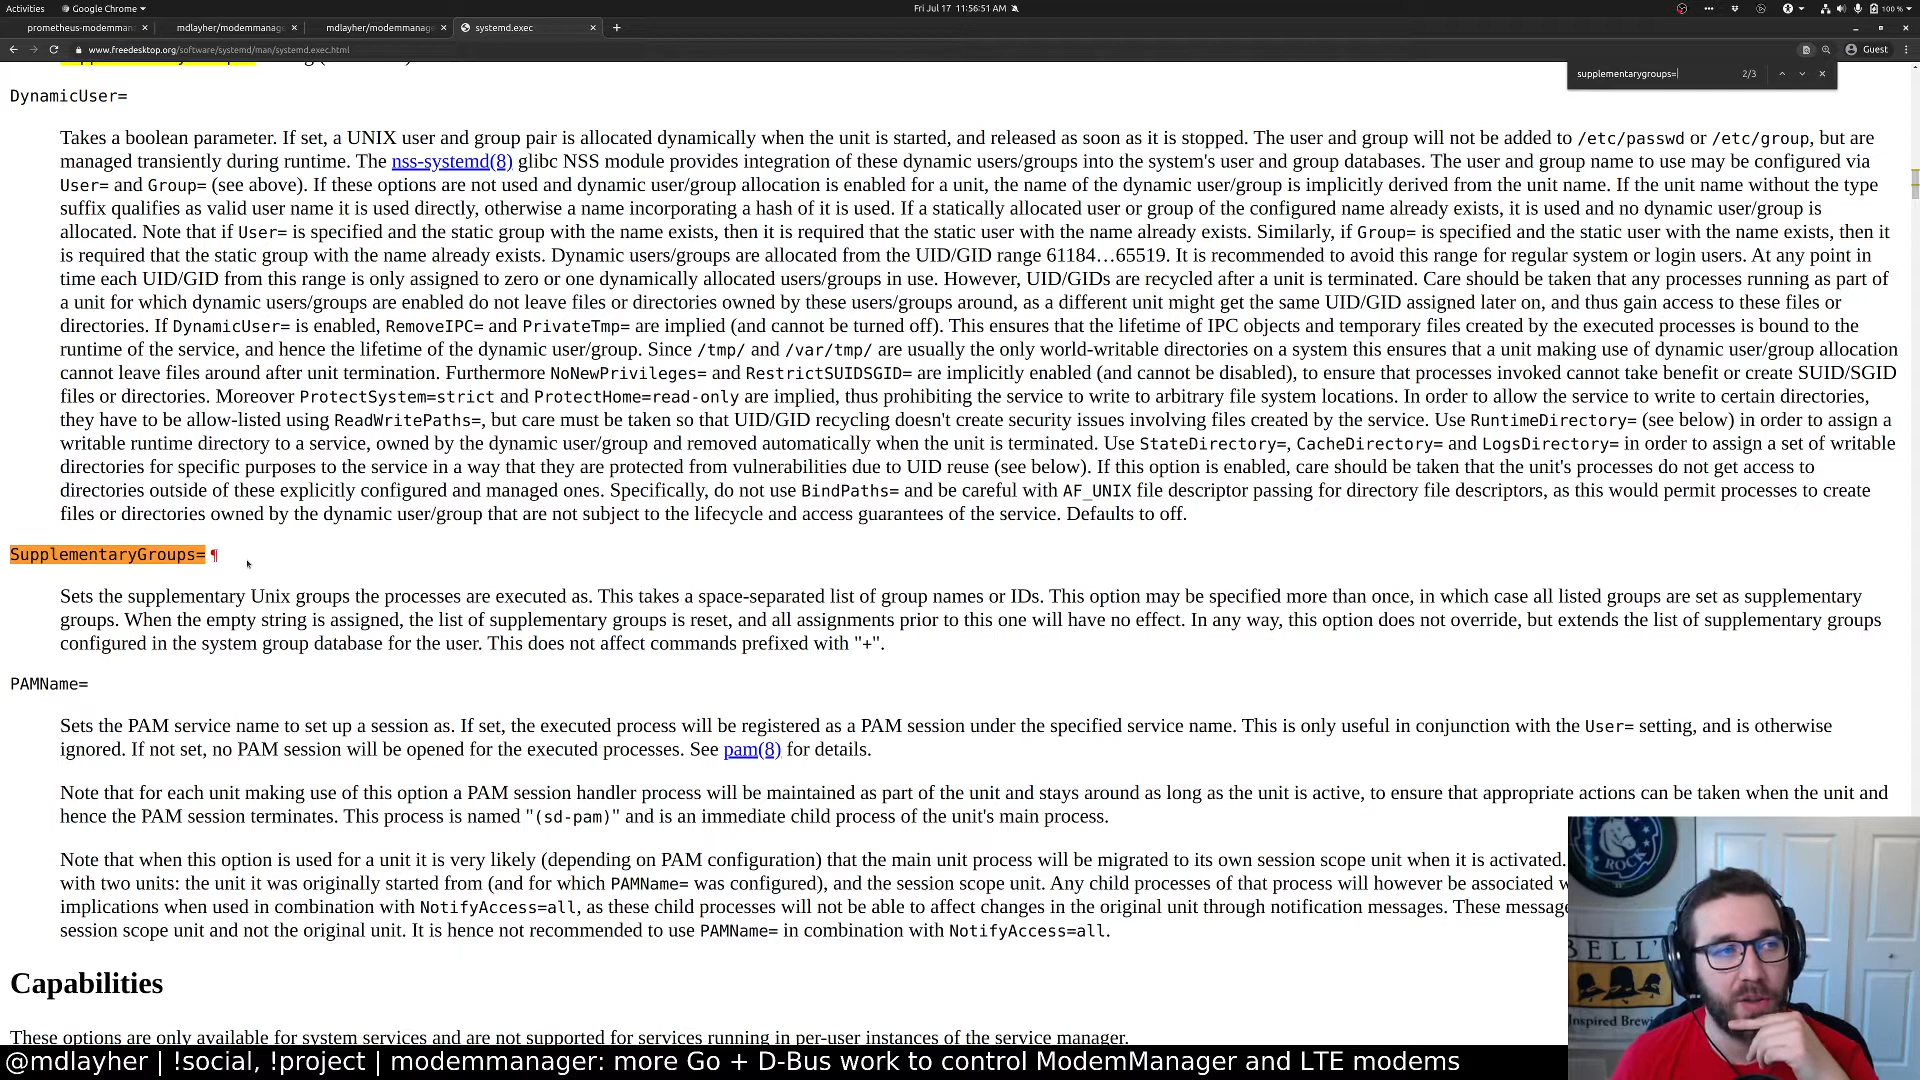 Activities
Google Chrome
Fri Jul 17 11:56:51 AM
100 %
prometheus-modemman
mdlayher/modemmanage
mdlayher/modemmanage
systemd.exec
www.freedesktop.org/software/systemd/man/systemd.exec.html
Guest
supplementarygroups=
2/3
DynamicUser=
Takes a boolean parameter. If set, a UNIX user and group pair is allocated dynamically when the unit is started, and released as soon as it is stopped. The user and group will not be added to /etc/passwd or /etc/group, but are
managed transiently during runtime. The nss-systemd(8) glibc NSS module provides integration of these dynamic users/groups into the system's user and group databases. The user and group name to use may be configured via
User= and Group= (see above). If these options are not used and dynamic user/group allocation is enabled for a unit, the name of the dynamic user/group is implicitly derived from the unit name. If the unit name without the type
suffix qualifies as valid user name it is used directly, otherwise a name incorporating a hash of it is used. If a statically allocated user or group of the configured name already exists, it is used and no dynamic user/group is
allocated. Note that if User= is specified and the static group with the name exists, then it is required that the static user with the name already exists. Similarly, if Group= is specified and the static user with the name exists, then it
is required that the static group with the name already exists. Dynamic users/groups are allocated from the UID/GID range 61184…65519. It is recommended to avoid this range for regular system or login users. At any point in
time each UID/GID from this range is only assigned to zero or one dynamically allocated users/groups in use. However, UID/GIDs are recycled after a unit is terminated. Care should be taken that any processes running as part of
a unit for which dynamic users/groups are enabled do not leave files or directories owned by these users/groups around, as a different unit might get the same UID/GID assigned later on, and thus gain access to these files or
directories. If DynamicUser= is enabled, RemoveIPC= and PrivateTmp= are implied (and cannot be turned off). This ensures that the lifetime of IPC objects and temporary files created by the executed processes is bound to the
runtime of the service, and hence the lifetime of the dynamic user/group. Since /tmp/ and /var/tmp/ are usually the only world-writable directories on a system this ensures that a unit making use of dynamic user/group allocation
cannot leave files around after unit termination. Furthermore NoNewPrivileges= and RestrictSUIDSGID= are implicitly enabled (and cannot be disabled), to ensure that processes invoked cannot take benefit or create SUID/SGID
files or directories. Moreover ProtectSystem=strict and ProtectHome=read-only are implied, thus prohibiting the service to write to arbitrary file system locations. In order to allow the service to write to certain directories,
they have to be allow-listed using ReadWritePaths=, but care must be taken so that UID/GID recycling doesn't create security issues involving files created by the service. Use RuntimeDirectory= (see below) in order to assign a
writable runtime directory to a service, owned by the dynamic user/group and removed automatically when the unit is terminated. Use StateDirectory=, CacheDirectory= and LogsDirectory= in order to assign a set of writable
directories for specific purposes to the service in a way that they are protected from vulnerabilities due to UID reuse (see below). If this option is enabled, care should be taken that the unit's processes do not get access to
directories outside of these explicitly configured and managed ones. Specifically, do not use BindPaths= and be careful with AF_UNIX file descriptor passing for directory file descriptors, as this would permit processes to create
files or directories owned by the dynamic user/group that are not subject to the lifecycle and access guarantees of the service. Defaults to off.
SupplementaryGroups= ¶
Sets the supplementary Unix groups the processes are executed as. This takes a space-separated list of group names or IDs. This option may be specified more than once, in which case all listed groups are set as supplementary
groups. When the empty string is assigned, the list of supplementary groups is reset, and all assignments prior to this one will have no effect. In any way, this option does not override, but extends the list of supplementary groups
configured in the system group database for the user. This does not affect commands prefixed with "+".
PAMName=
Sets the PAM service name to set up a session as. If set, the executed process will be registered as a PAM session under the specified service name. This is only useful in conjunction with the User= setting, and is otherwise
ignored. If not set, no PAM session will be opened for the executed processes. See pam(8) for details.
Note that for each unit making use of this option a PAM session handler process will be maintained as part of the unit and stays around as long as the unit is active, to ensure that appropriate actions can be taken when the unit and
hence the PAM session terminates. This process is named "(sd-pam)" and is an immediate child process of the unit's main process.
Note that when this option is used for a unit it is very likely (depending on PAM configuration) that the main unit process will be migrated to its own session scope unit when it is activated.
with two units: the unit it was originally started from (and for which PAMName= was configured), and the session scope unit. Any child processes of that process will however be associated w
implications when used in combination with NotifyAccess=all, as these child processes will not be able to affect changes in the original unit through notification messages. These message
session scope unit and not the original unit. It is hence not recommended to use PAMName= in combination with NotifyAccess=all.
Capabilities
These options are only available for system services and are not supported for services running in per-user instances of the service manager.
ROCK
BELL'
Inspired Brewi
@mdlayher | !social, !project | modemmanager: more Go + D-Bus work to control ModemManager and LTE modems